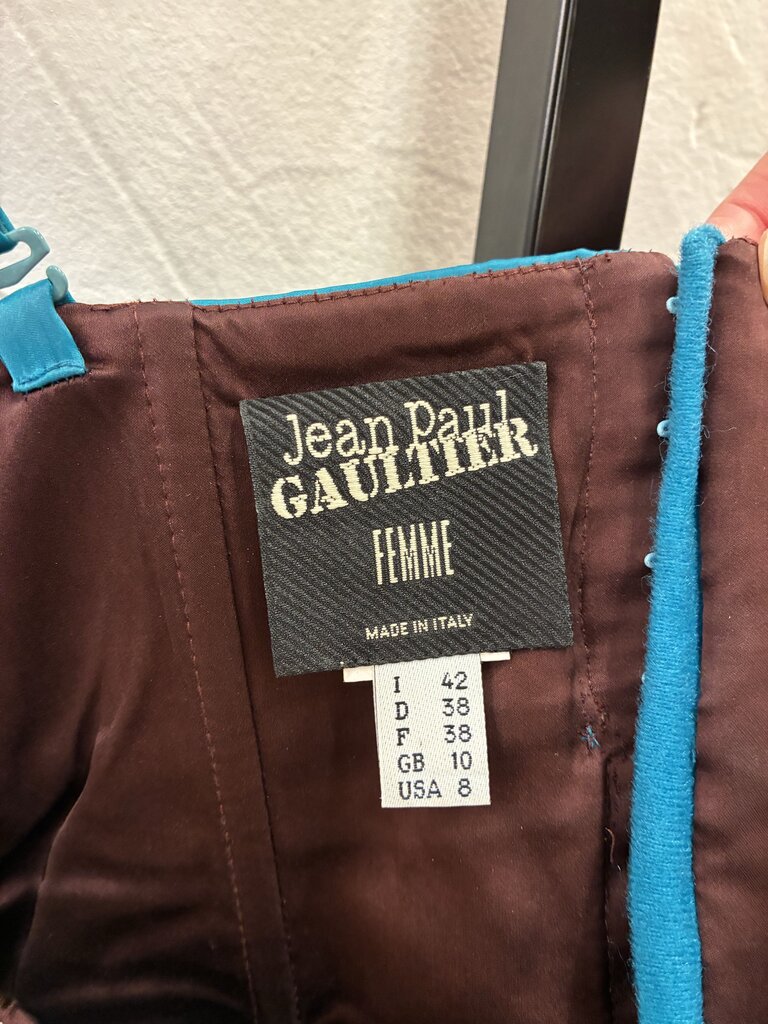 Jean Paul
GAULTIER
FEMME
MADE IN ITALY
I 42
D 38
F 38
GB 10
USA 8